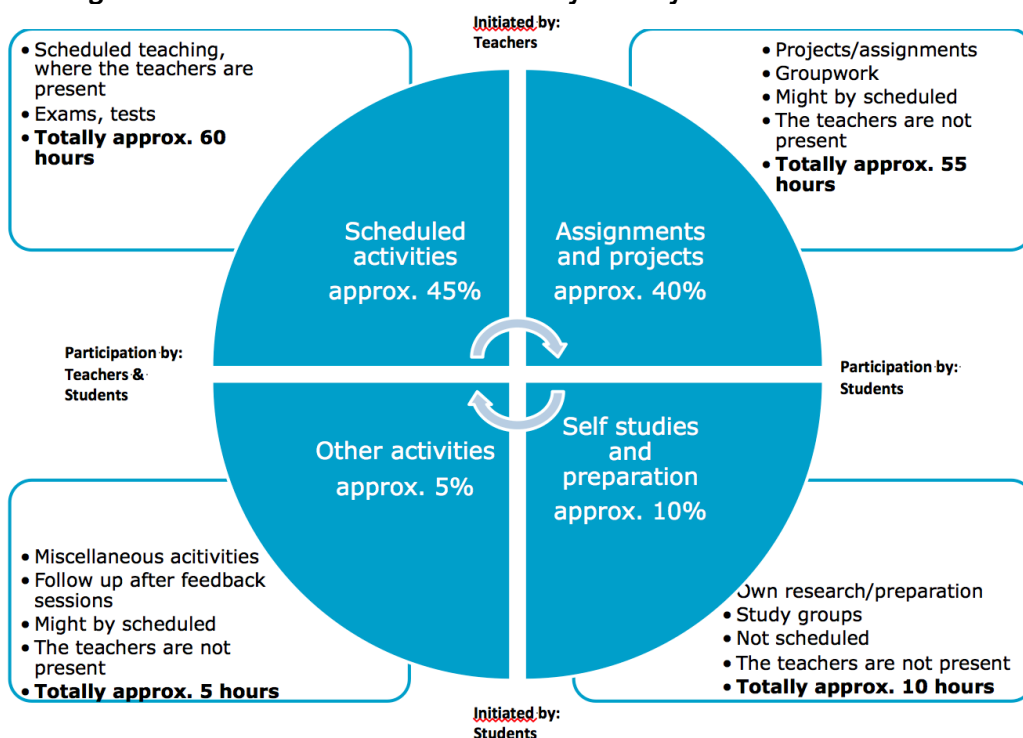 Initiated by:
Teachers
• Scheduled teaching,
where the teachers are
present
• Exams, tests
• Totally approx. 60
hours
• Projects/assignments
• Groupwork
• Might by scheduled
• The teachers are not
present
• Totally approx. 55
hours
Scheduled
activities
approx. 45%
Assignments
and projects
approx. 40%
Participation by:
Teachers &
Students
Participation by:
Students
Other activities
approx. 5%
Self studies
and
preparation
approx. 10%
• Miscellaneous acitivities
• Follow up after feedback
sessions
• Might by scheduled
• The teachers are not
present
• Totally approx. 5 hours
Own research/preparation
• Study groups
• Not scheduled
• The teachers are not present
• Totally approx. 10 hours
Initiated by:
Students